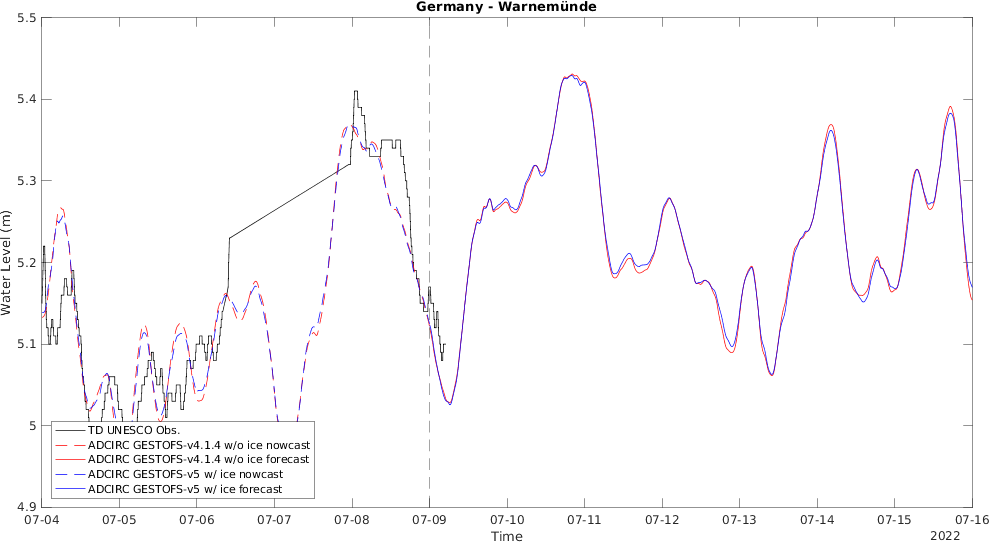 Germany - Warnemünde
5.5
5.4
5.3
5.2
5.1
5
4.9
Water Level (m)
TD UNESCO Obs.
ADCIRC GESTOFS-v4.1.4 w/o ice nowcast
ADCIRC GESTOFS-v4.1.4 w/o ice forecast
ADCIRC GESTOFS-v5 w/ ice nowcast
ADCIRC GESTOFS-v5 w/ ice forecast
07-04 07-05 07-06 07-07 07-08 07-09 07-10 07-11 07-12 07-13 07-14 07-15 07-16
Time
2022